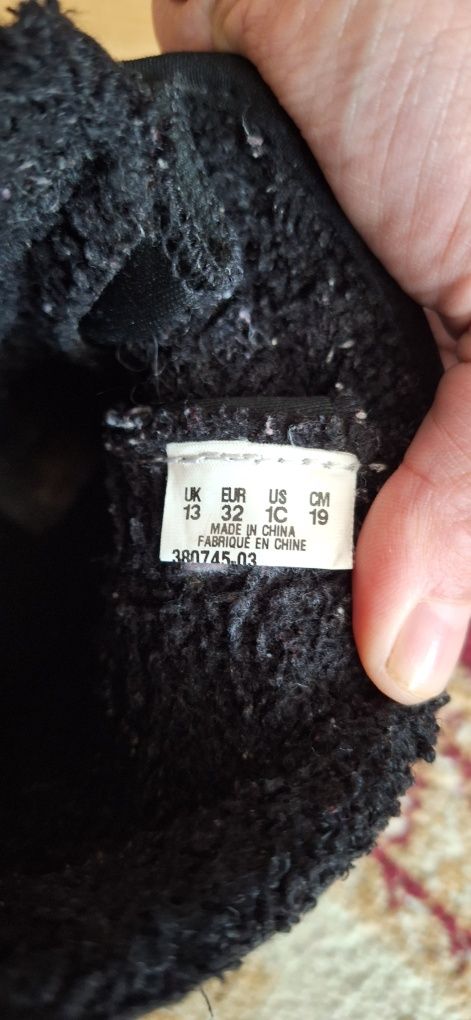 UK EUR US CM
13 32 1C 19
MADE IN CHINA
FABRIQUÉ EN CHINE
380745-03